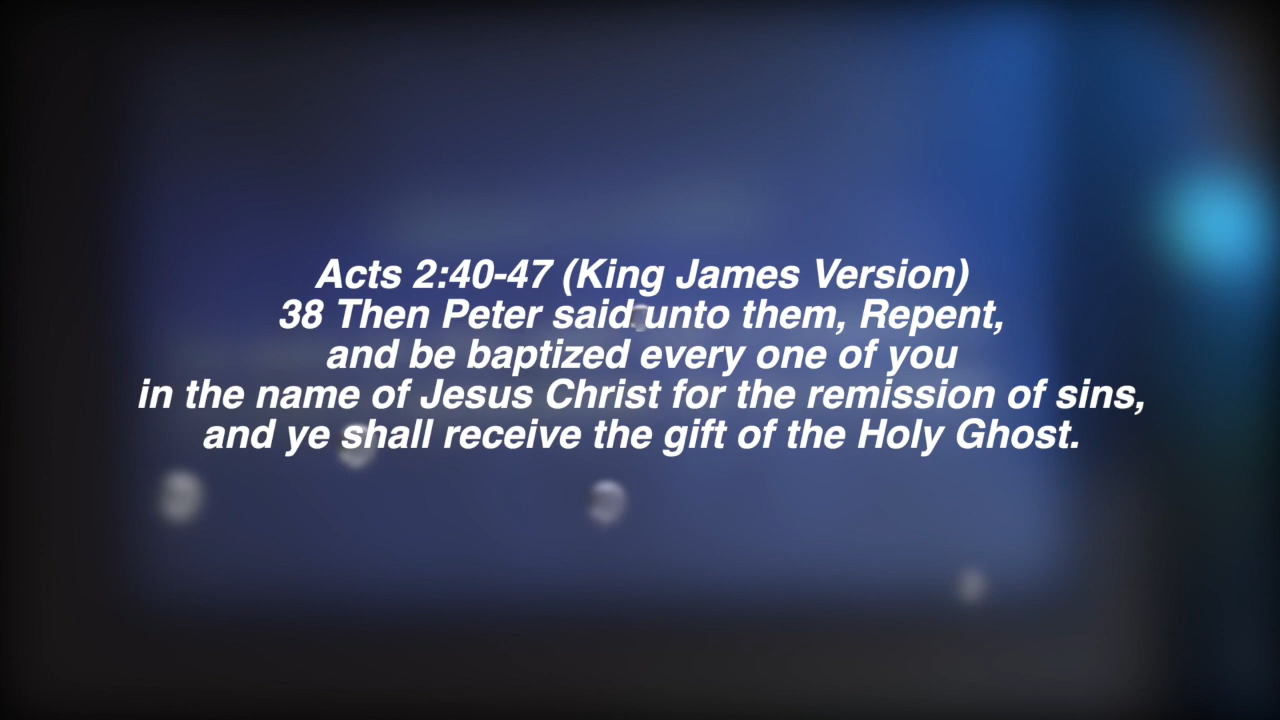 Acts 2:40-47 (King James Version)
38 Then Peter said unto them, Repent,
and be baptized every one of you
in the name of Jesus Christ for the remission of sins,
and ye shall receive the gift of the Holy Ghost.